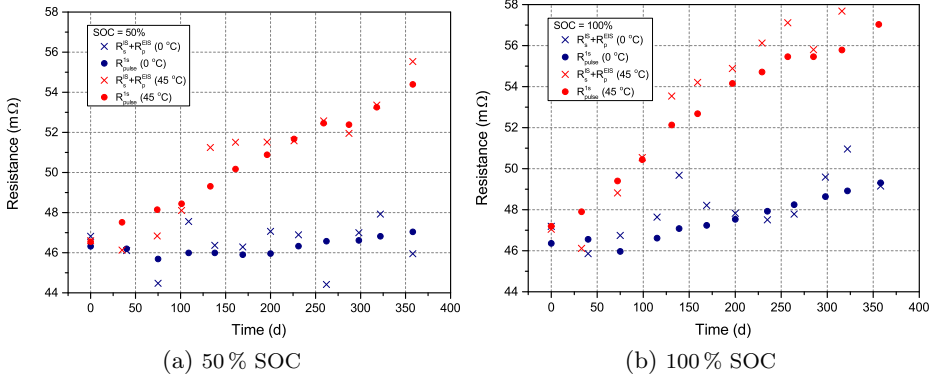 58
56
54
52
50
48
46
44
Resistance (mΩ)
SOC = 50%
R_s^IS+R_p^EIS (0 °C)
R_pulse^1s (0 °C)
R_s^IS+R_p^EIS (45 °C)
R_pulse^1s (45 °C)
0 50 100 150 200 250 300 350 400
Time (d)
(a) 50 % SOC
58
56
54
52
50
48
46
44
Resistance (mΩ)
SOC = 100%
R_s^IS+R_p^EIS (0 °C)
R_pulse^1s (0 °C)
R_s^IS+R_p^EIS (45 °C)
R_pulse^1s (45 °C)
0 50 100 150 200 250 300 350 400
Time (d)
(b) 100 % SOC